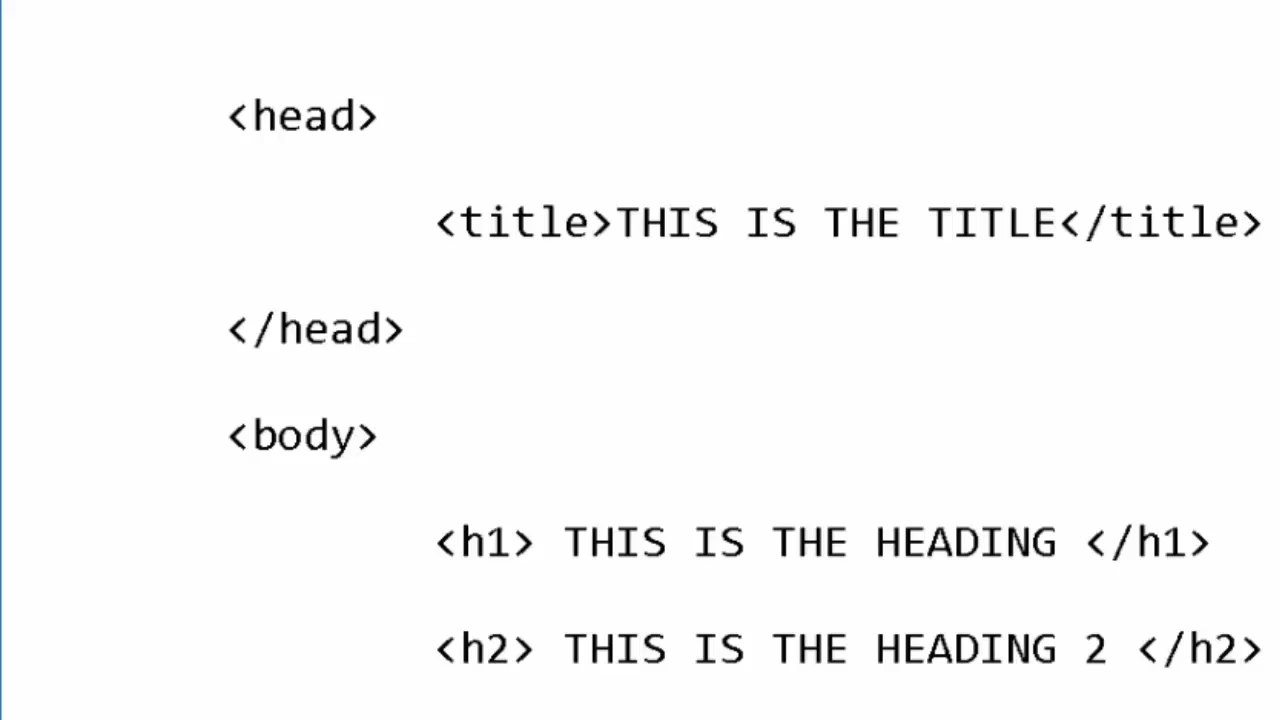 <head>
<title>THIS IS THE TITLE</title>
</head>
<body>
<h1> THIS IS THE HEADING </h1>
<h2> THIS IS THE HEADING 2 </h2>